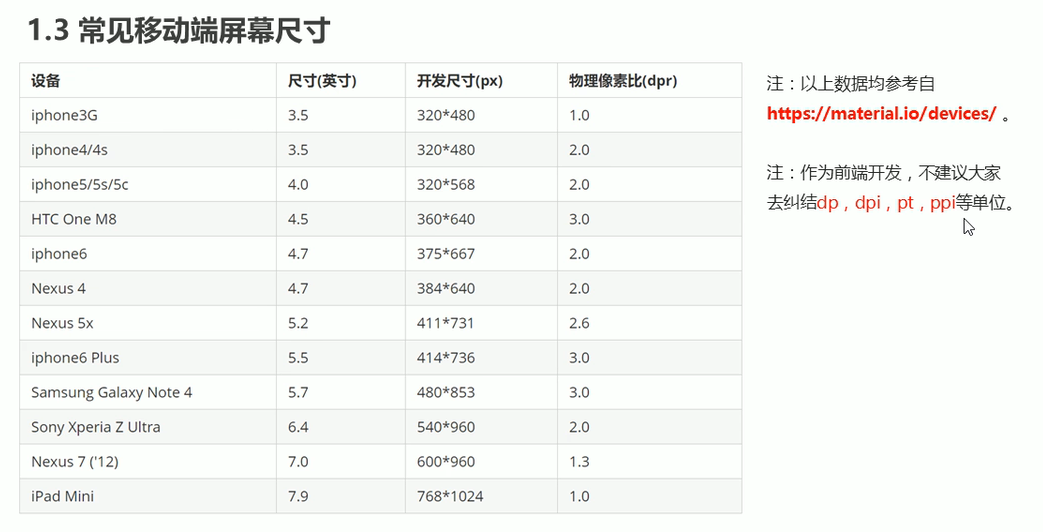 1.3 常见移动端屏幕尺寸
设备 尺寸(英寸) 开发尺寸(px) 物理像素比(dpr)
iphone3G 3.5 320*480 1.0
iphone4/4s 3.5 320*480 2.0
iphone5/5s/5c 4.0 320*568 2.0
HTC One M8 4.5 360*640 3.0
iphone6 4.7 375*667 2.0
Nexus 4 4.7 384*640 2.0
Nexus 5x 5.2 411*731 2.6
iphone6 Plus 5.5 414*736 3.0
Samsung Galaxy Note 4 5.7 480*853 3.0
Sony Xperia Z Ultra 6.4 540*960 2.0
Nexus 7 ('12) 7.0 600*960 1.3
iPad Mini 7.9 768*1024 1.0
注：以上数据均参考自
https://material.io/devices/ 。
注：作为前端开发，不建议大家
去纠结dp，dpi，pt，ppi等单位。